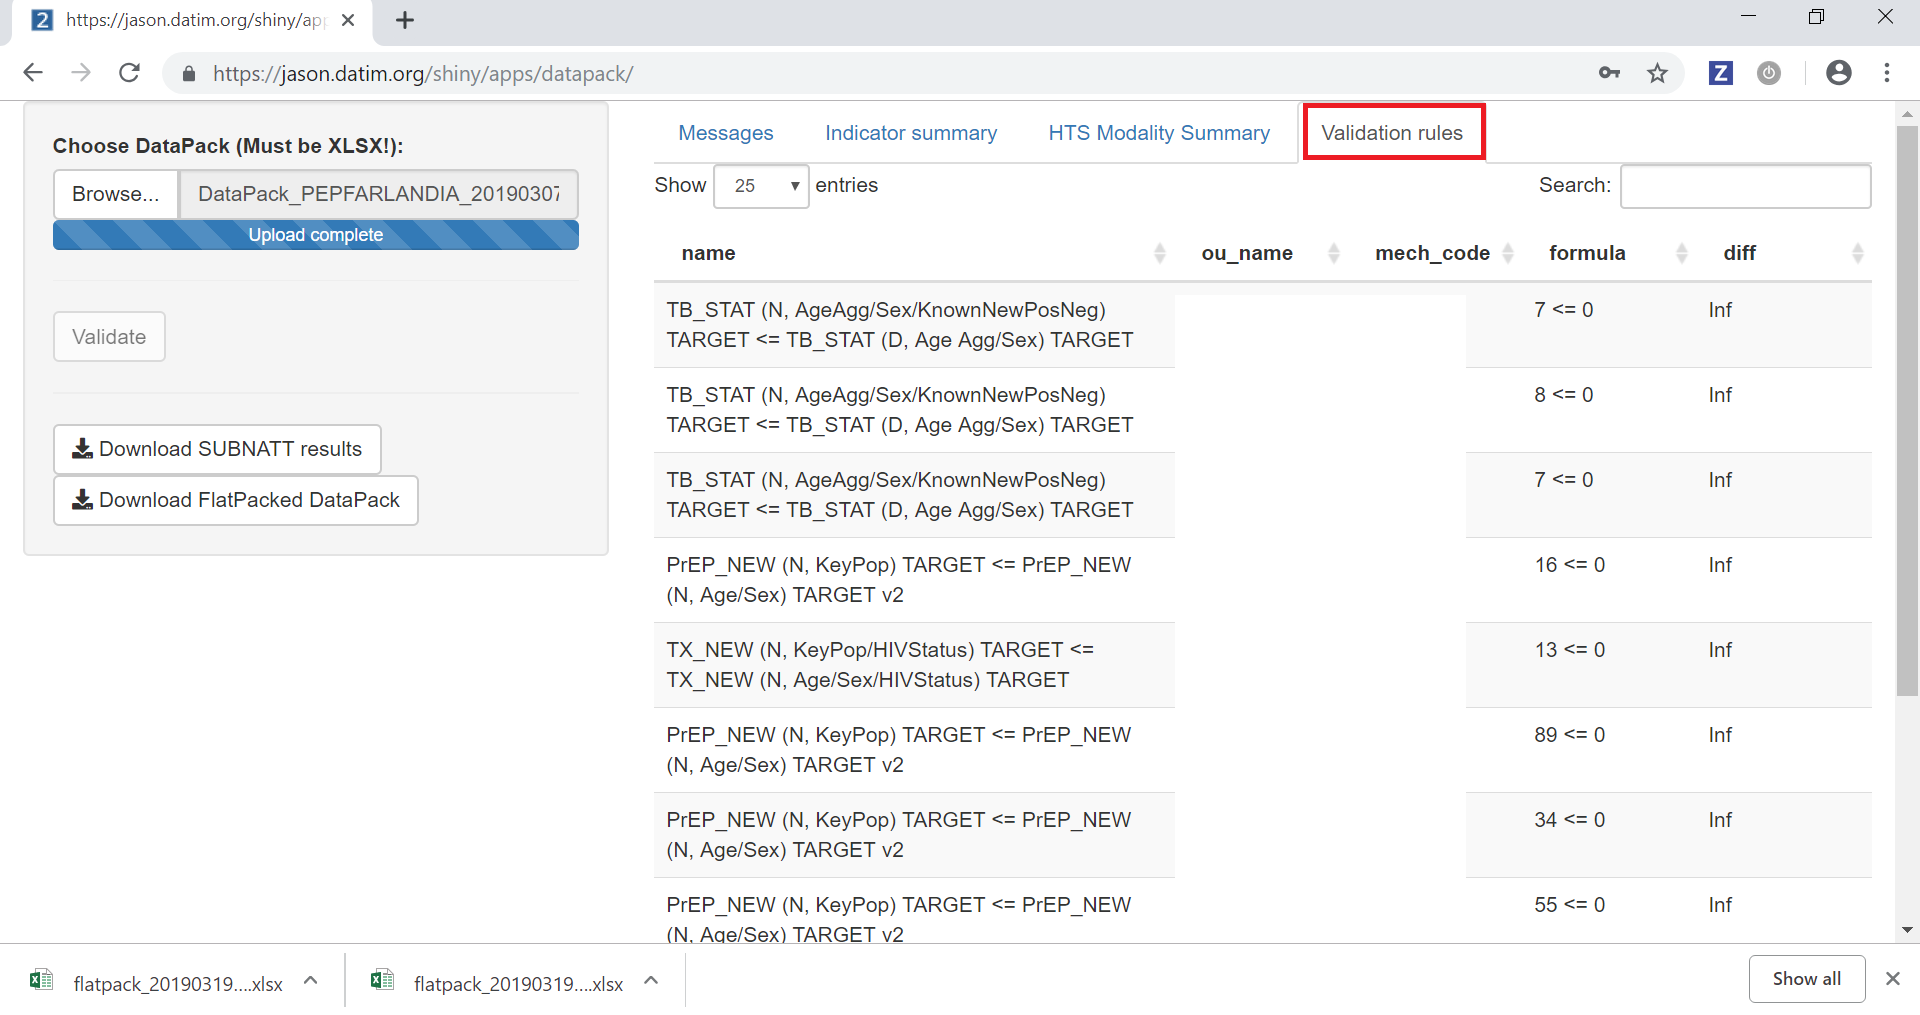 2 https://jason.datim.org/shiny/app
https://jason.datim.org/shiny/apps/datapack/
Z
Choose DataPack (Must be XLSX!):
Browse... DataPack_PEPFARLANDIA_20190307
Upload complete
Validate
Download SUBNATT results
Download FlatPacked DataPack
Messages Indicator summary HTS Modality Summary Validation rules
Show 25 entries Search:
name ou_name mech_code formula diff
TB_STAT (N, AgeAgg/Sex/KnownNewPosNeg) 7 <= 0 Inf
TARGET <= TB_STAT (D, Age Agg/Sex) TARGET
TB_STAT (N, AgeAgg/Sex/KnownNewPosNeg) 8 <= 0 Inf
TARGET <= TB_STAT (D, Age Agg/Sex) TARGET
TB_STAT (N, AgeAgg/Sex/KnownNewPosNeg) 7 <= 0 Inf
TARGET <= TB_STAT (D, Age Agg/Sex) TARGET
PrEP_NEW (N, KeyPop) TARGET <= PrEP_NEW 16 <= 0 Inf
(N, Age/Sex) TARGET v2
TX_NEW (N, KeyPop/HIVStatus) TARGET <= 13 <= 0 Inf
TX_NEW (N, Age/Sex/HIVStatus) TARGET
PrEP_NEW (N, KeyPop) TARGET <= PrEP_NEW 89 <= 0 Inf
(N, Age/Sex) TARGET v2
PrEP_NEW (N, KeyPop) TARGET <= PrEP_NEW 34 <= 0 Inf
(N, Age/Sex) TARGET v2
PrEP_NEW (N, KeyPop) TARGET <= PrEP_NEW 55 <= 0 Inf
(N, Age/Sex) TARGET v2
flatpack_20190319....xlsx flatpack_20190319....xlsx Show all